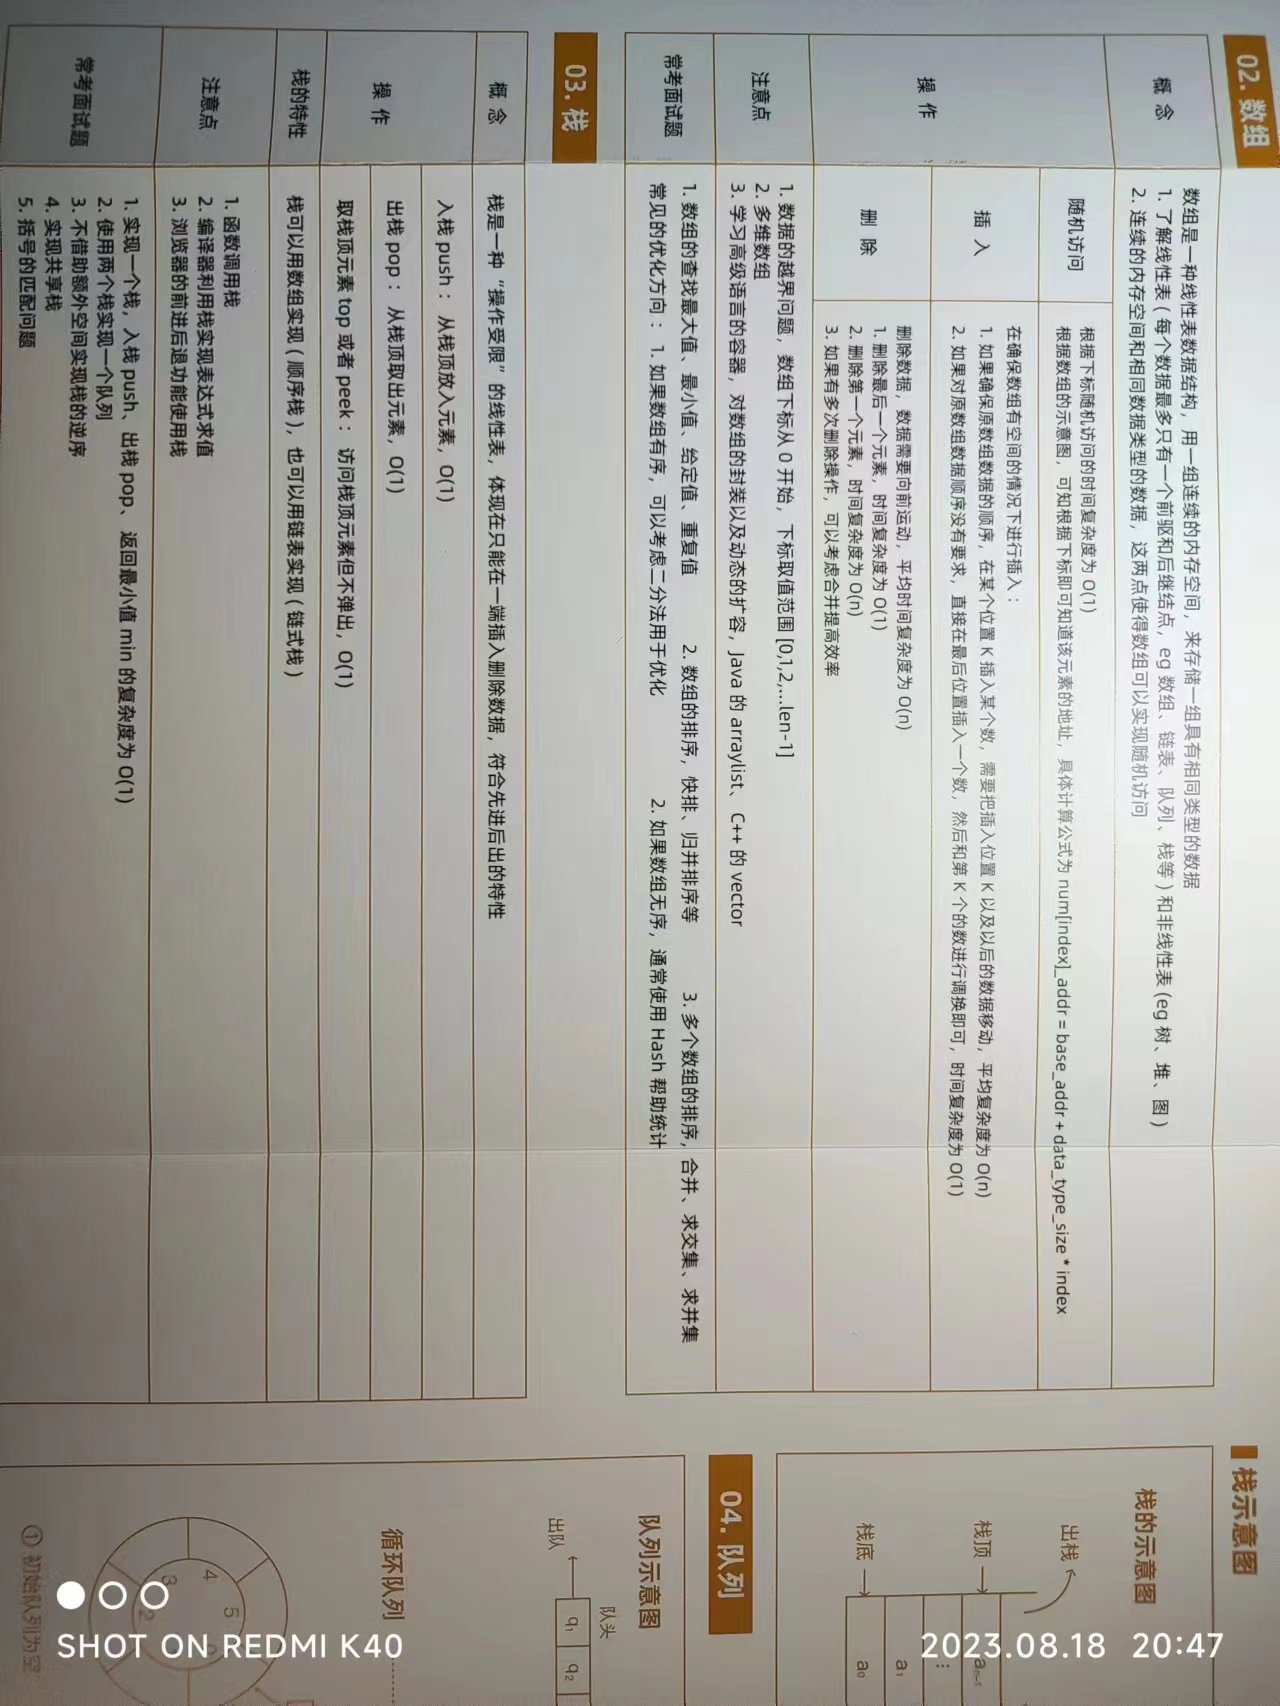 02. 数组
概 念
数组是一种线性表数据结构，用一组连续的内存空间，来存储一组具有相同类型的数据
1. 了解线性表（每个数据最多只有一个前驱和后继结点，eg 数组、链表、队列、栈等）和非线性表 (eg 树、堆、图)
2. 连续的内存空间和相同数据类型的数据，这两点使得数组可以实现随机访问
操 作
随机访问
根据下标随机访问的时间复杂度为 O(1)
根据数组的示意图，可知根据下标即可知道该元素的地址，具体计算公式为 num[index]_addr = base_addr + data_type_size * index
插 入
在确保数组有空间的情况下进行插入：
1. 如果确保原数组数据的顺序，在某个位置 K 插入某个数，需要把插入位置 K 以及以后的数据移动，平均复杂度为 O(n)
2. 如果对原数组数据顺序没有要求，直接在最后位置插入一个数，然后和第 K 个的数进行调换即可，时间复杂度为 O(1)
删 除
删除数据，数据需要向前运动，平均时间复杂度为 O(n)
1. 删除最后一个元素，时间复杂度为 O(1)
2. 删除第一个元素，时间复杂度为 O(n)
3. 如果有多次删除操作，可以考虑合并提高效率
注意点
1. 数据的越界问题，数组下标从 0 开始，下标取值范围 [0,1,2,...len-1]
2. 多维数组
3. 学习高级语言的容器，对数组的封装以及动态的扩容，Java 的 arraylist、C++ 的 vector
常考面试题
1. 数组的查找最大值、最小值、给定值、重复值 2. 数组的排序，快排、归并排序等 3. 多个数组的排序，合并、求交集、求并集
常见的优化方向： 1. 如果数组有序，可以考虑二分法用于优化 2. 如果数组无序，通常使用 Hash 帮助统计
03. 栈
概 念
栈是一种“操作受限”的线性表，体现在只能在一端插入删除数据，符合先进后出的特性
操 作
入栈 push： 从栈顶放入元素，O(1)
出栈 pop： 从栈顶取出元素，O(1)
取栈顶元素 top 或者 peek： 访问栈顶元素但不弹出，O(1)
栈的特性
栈可以用数组实现（顺序栈），也可以用链表实现（链式栈）
注意点
1. 函数调用栈
2. 编译器利用栈实现表达式求值
3. 浏览器的前进后退功能使用栈
常考面试题
1. 实现一个栈，入栈 push、出栈 pop、返回最小值 min 的复杂度为 O(1)
2. 使用两个栈实现一个队列
3. 不借助额外空间实现栈的逆序
4. 实现共享栈
5. 括号的匹配问题
栈示意图
栈的示意图
出栈
栈顶
栈底
a₁
a₀
04. 队列
队列示意图
队头
出队
q₁ q₂
循环队列
4
5
3
2
① 初始队列为空
SHOT ON REDMI K40
2023.08.18 20:47